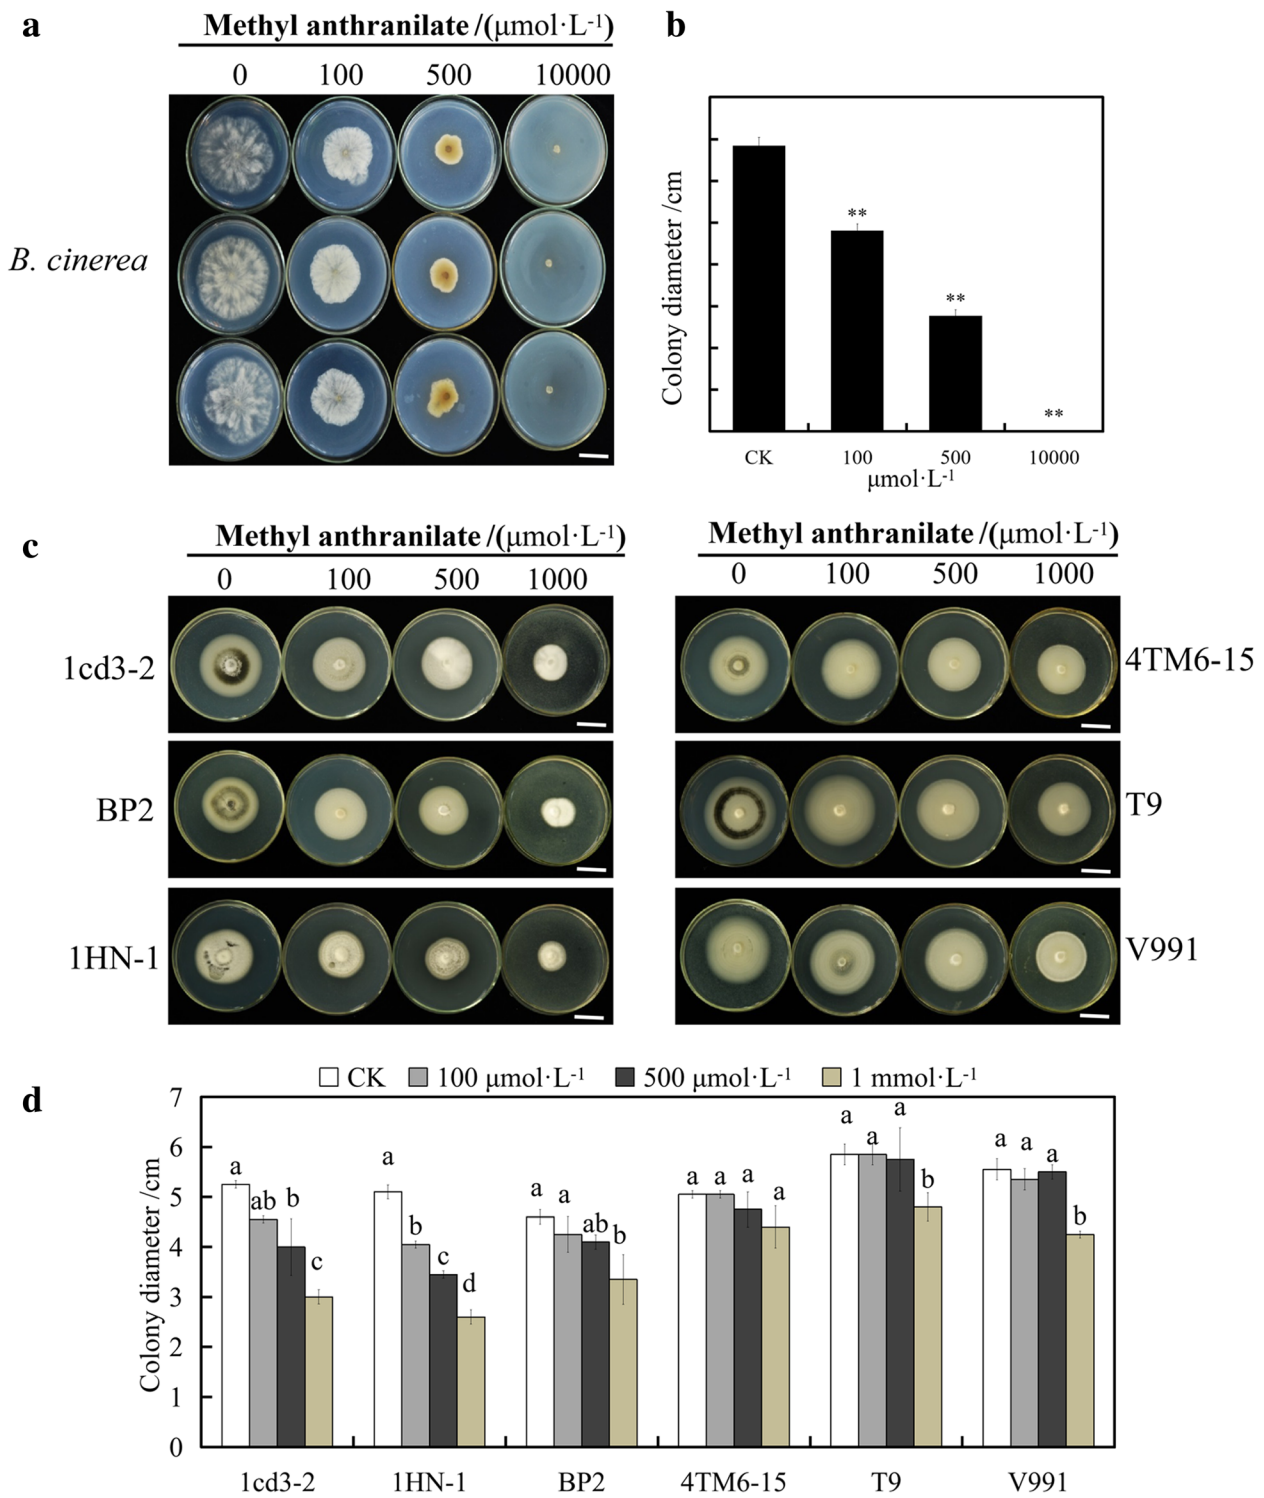 a
Methyl anthranilate /(μmol·L⁻¹)
0 100 500 10000
B. cinerea
b
Colony diameter /cm
** ** **
CK 100 500 10000
μmol·L⁻¹
c
Methyl anthranilate /(μmol·L⁻¹)
0 100 500 1000
1cd3-2
BP2
1HN-1
Methyl anthranilate /(μmol·L⁻¹)
0 100 500 1000
4TM6-15
T9
V991
d
CK 100 μmol·L⁻¹ 500 μmol·L⁻¹ 1 mmol·L⁻¹
Colony diameter /cm
7
6
5
4
3
2
1
0
a ab b c
a b c d
a a ab b
a a a a
a a a b
a a a b
1cd3-2 1HN-1 BP2 4TM6-15 T9 V991